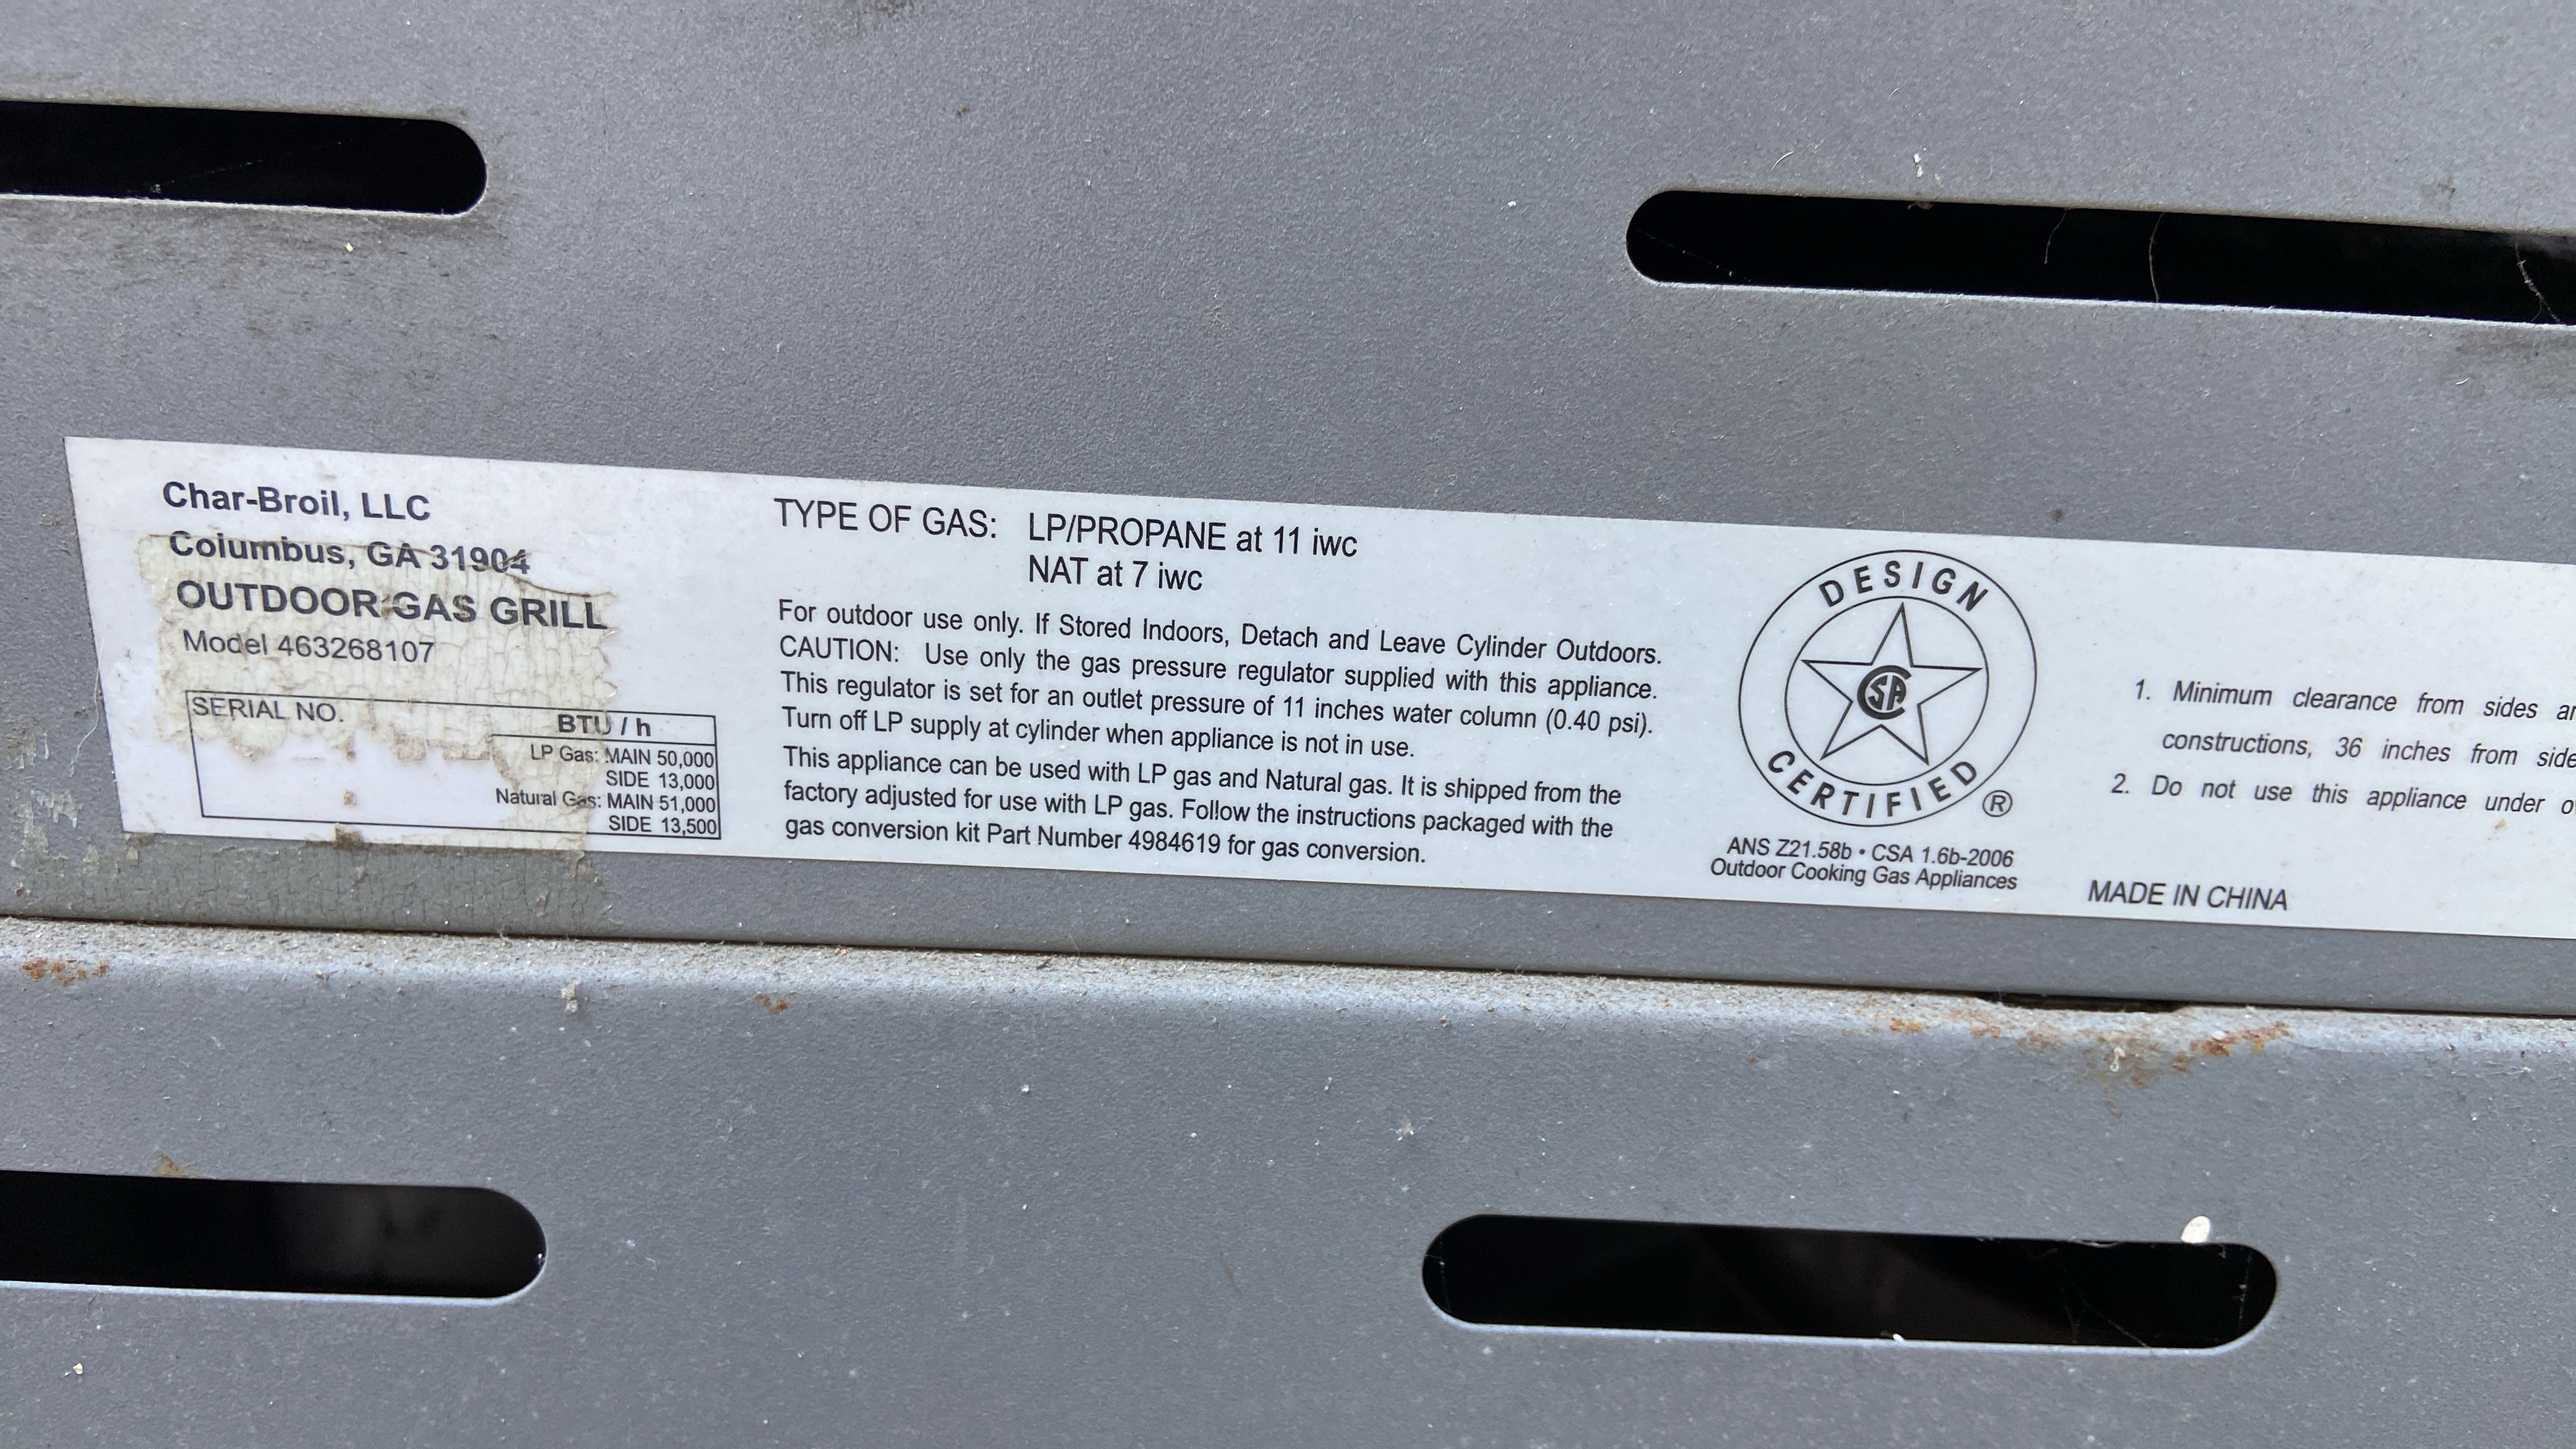 Char-Broil, LLC
Columbus, GA 31904
OUTDOOR GAS GRILL
Model 463268107
SERIAL NO.
BTU / h
LP Gas: MAIN 50,000
SIDE 13,000
Natural Gas: MAIN 51,000
SIDE 13,500
TYPE OF GAS: LP/PROPANE at 11 iwc
NAT at 7 iwc
For outdoor use only. If Stored Indoors, Detach and Leave Cylinder Outdoors.
CAUTION: Use only the gas pressure regulator supplied with this appliance.
This regulator is set for an outlet pressure of 11 inches water column (0.40 psi).
Turn off LP supply at cylinder when appliance is not in use.
This appliance can be used with LP gas and Natural gas. It is shipped from the
factory adjusted for use with LP gas. Follow the instructions packaged with the
gas conversion kit Part Number 4984619 for gas conversion.
DESIGN
CSA
CERTIFIED
®
ANS Z21.58b • CSA 1.6b-2006
Outdoor Cooking Gas Appliances
1. Minimum clearance from sides
constructions, 36 inches from
2. Do not use this appliance under
MADE IN CHINA